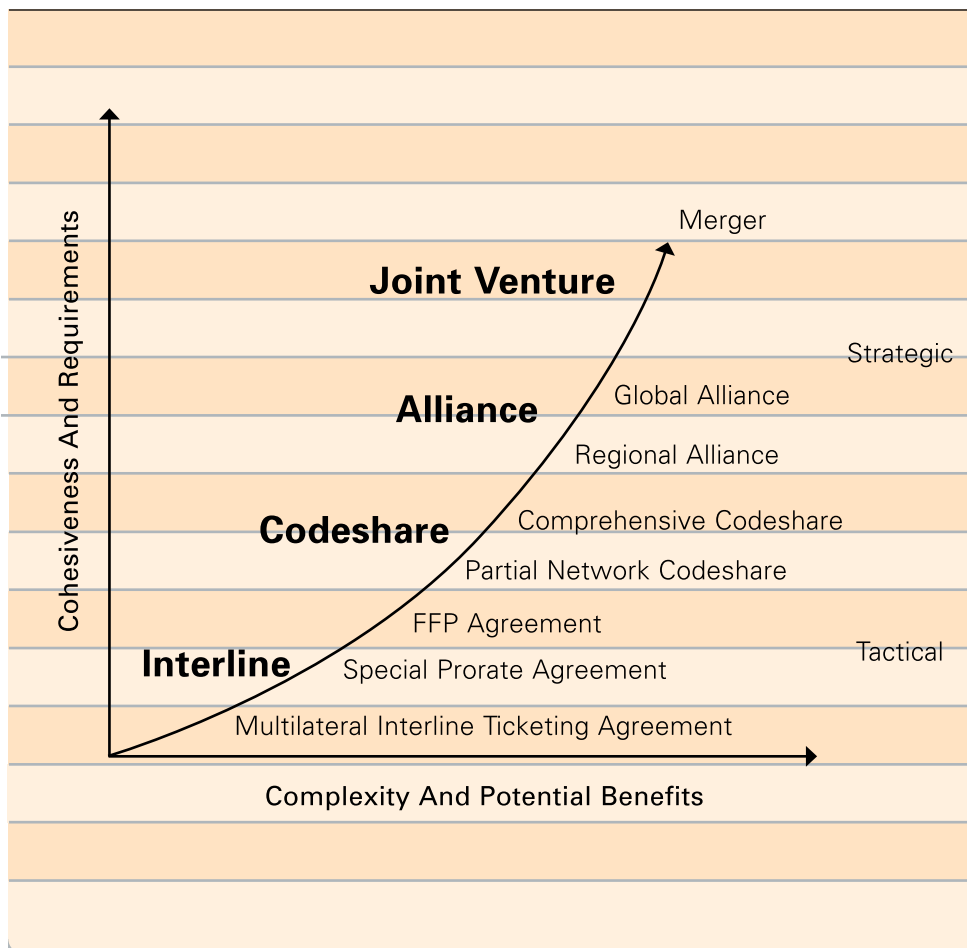 Merger
Joint Venture
Strategic
Global Alliance
Alliance
Regional Alliance
Comprehensive Codeshare
Codeshare
Partial Network Codeshare
FFP Agreement
Tactical
Interline
Special Prorate Agreement
Multilateral Interline Ticketing Agreement
Cohesiveness And Requirements
Complexity And Potential Benefits